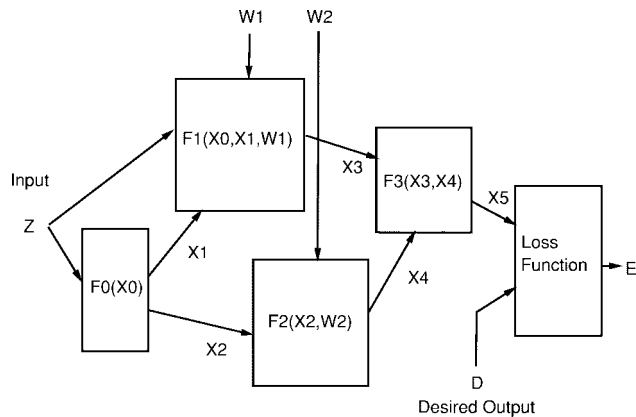 W1
W2
F1(X0,X1,W1)
X3
F3(X3,X4)
Input
X5
Z
X1
Loss
Function
E
F0(X0)
X4
F2(X2,W2)
X2
D
Desired Output